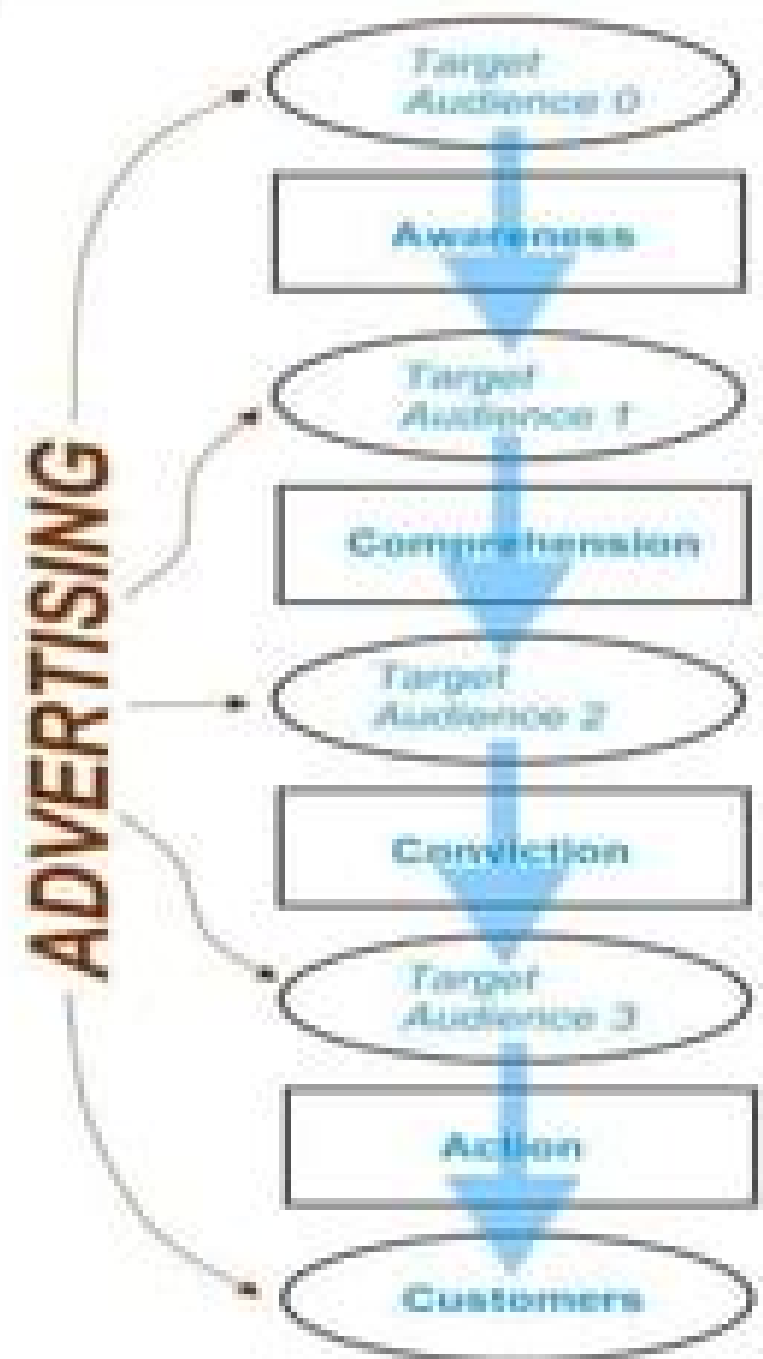 ADVERTISING
Target
Audience 0
Awareness
Target
Audience 1
Comprehension
Target
Audience 2
Conviction
Target
Audience 3
Action
Customers